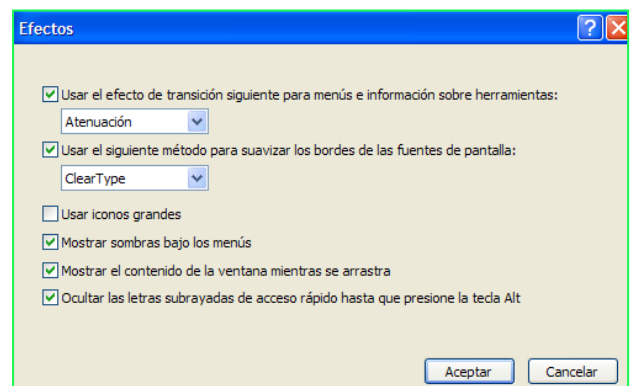 Efectos
Usar el efecto de transición siguiente para menús e información sobre herramientas:
Atenuación
Usar el siguiente método para suavizar los bordes de las fuentes de pantalla:
ClearType
Usar iconos grandes
Mostrar sombras bajo los menús
Mostrar el contenido de la ventana mientras se arrastra
Ocultar las letras subrayadas de acceso rápido hasta que presione la tecla Alt
Aceptar Cancelar